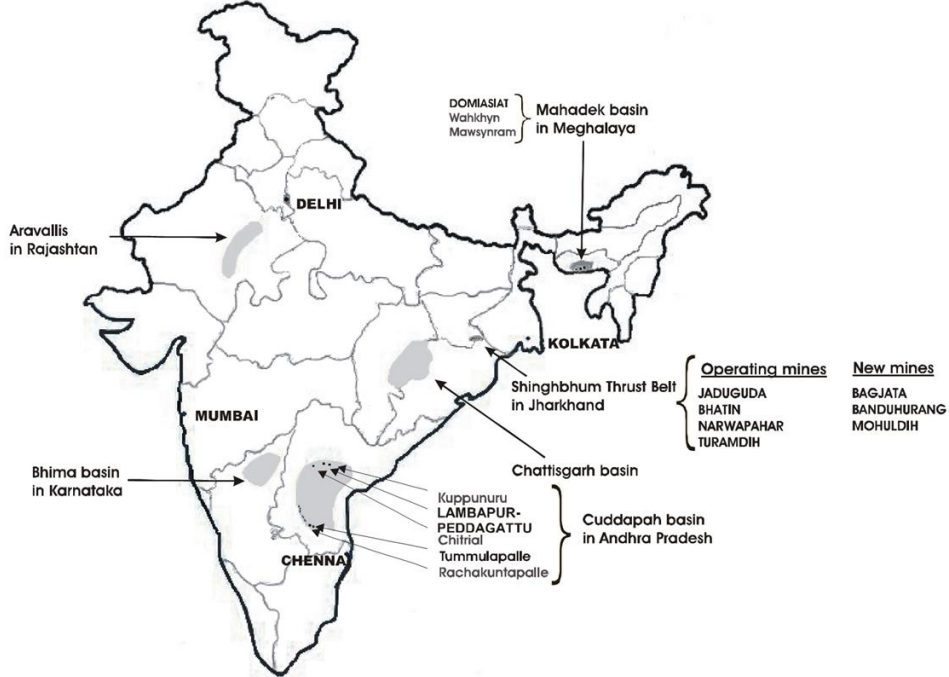 DOMIASIAT
Wahkhyn
Mawsynram
Mahadek basin
in Meghalaya
DELHI
Aravallis
in Rajashtan
KOLKATA
Shinghbhum Thrust Belt
in Jharkhand
Operating mines
JADUGUDA
BHATIN
NARWAPAHAR
TURAMDIH
New mines
BAGJATA
BANDUHURANG
MOHULDIH
MUMBAI
Chattisgarh basin
Bhima basin
in Karnataka
Kuppunuru
LAMBAPUR-
PEDDAGATTU
Chitrial
Tummulapalle
Rachakuntapalle
Cuddapah basin
in Andhra Pradesh
CHENNAI